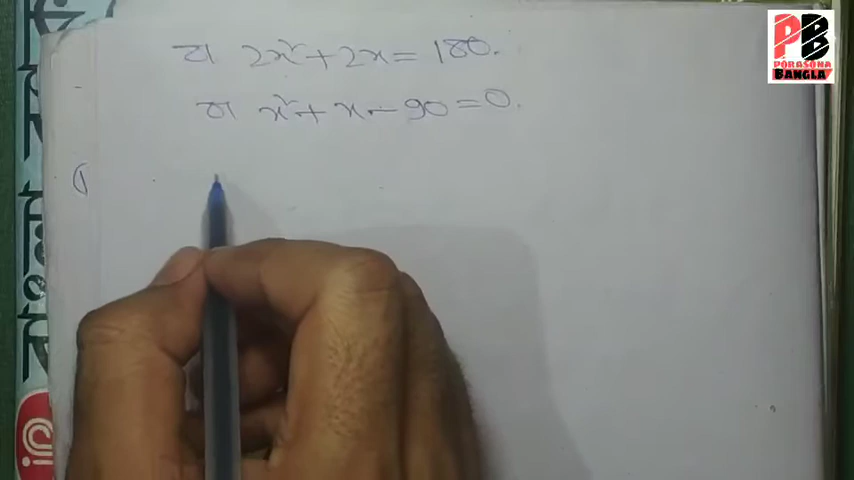 PB
PORASONA
BANGLA
বা 2x² + 2x = 180.
বা x² + x - 90 = 0.